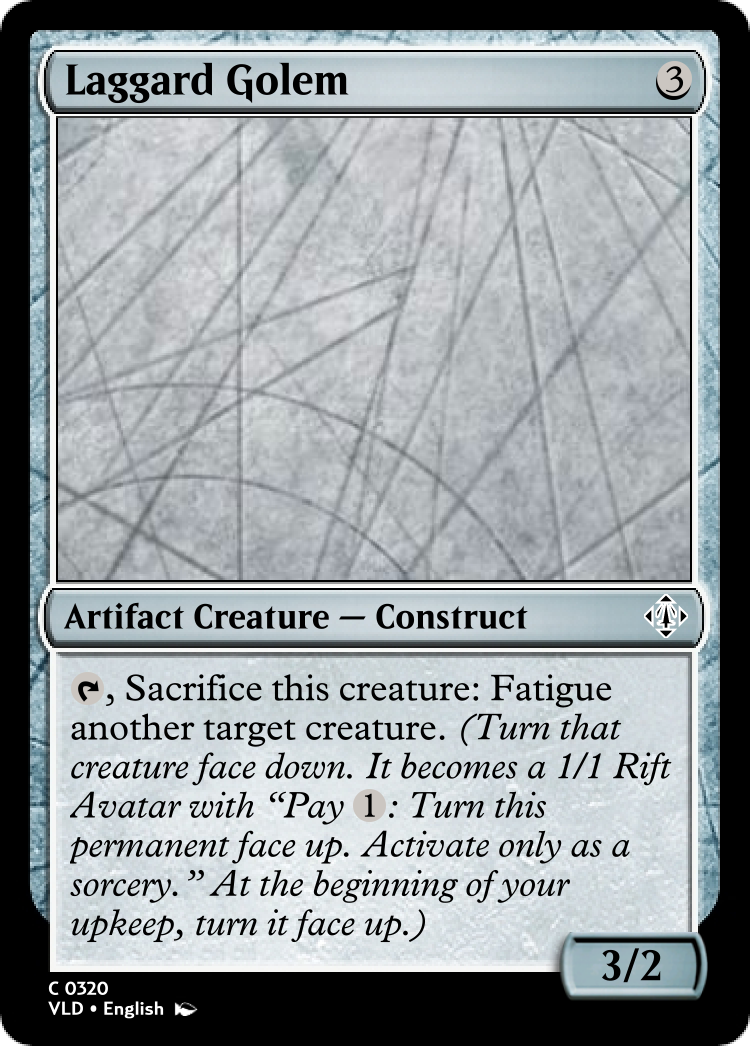 Laggard Golem 3
Artifact Creature — Construct
, Sacrifice this creature: Fatigue
another target creature. (Turn that
creature face down. It becomes a 1/1 Rift
Avatar with “Pay 1: Turn this
permanent face up. Activate only as a
sorcery.” At the beginning of your
upkeep, turn it face up.)
3/2
C 0320
VLD • English